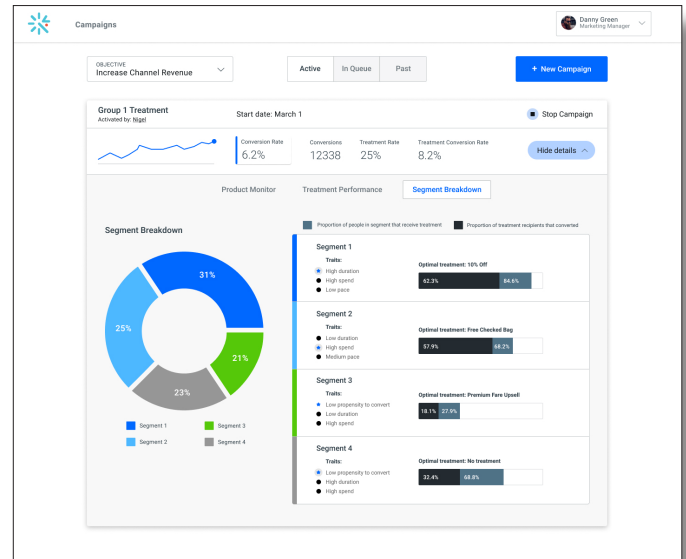 Campaigns
Danny Green
Marketing Manager
OBJECTIVE
Increase Channel Revenue
Active
In Queue
Past
+ New Campaign
Group 1 Treatment
Activated by: Nigel
Start date: March 1
Stop Campaign
Conversion Rate
6.2%
Conversions
12338
Treatment Rate
25%
Treatment Conversion Rate
8.2%
Hide details
Product Monitor
Treatment Performance
Segment Breakdown
Segment Breakdown
31%
25%
21%
23%
Segment 1
Segment 3
Segment 2
Segment 4
Proportion of people in segment that receive treatment
Proportion of treatment recipients that converted
Segment 1
Traits:
High duration
High spend
Low pace
Optimal treatment: 10% Off
62.3%
84.6%
Segment 2
Traits:
Low duration
High spend
Medium pace
Optimal treatment: Free Checked Bag
57.9%
68.2%
Segment 3
Traits:
Low propensity to convert
Low duration
High spend
Optimal treatment: Premium Fare Upsell
18.1%
27.9%
Segment 4
Traits:
Low propensity to convert
High duration
High spend
Optimal treatment: No treatment
32.4%
68.8%